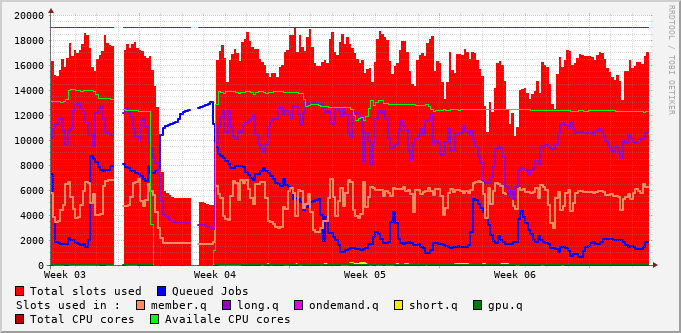 20000
18000
16000
14000
12000
10000
8000
6000
4000
2000
0
Week 03 Week 04 Week 05 Week 06
RRDTOOL / TOBI OETIKER
Total slots used Queued Jobs
Slots used in : member.q long.q ondemand.q short.q gpu.q
Total CPU cores Availale CPU cores